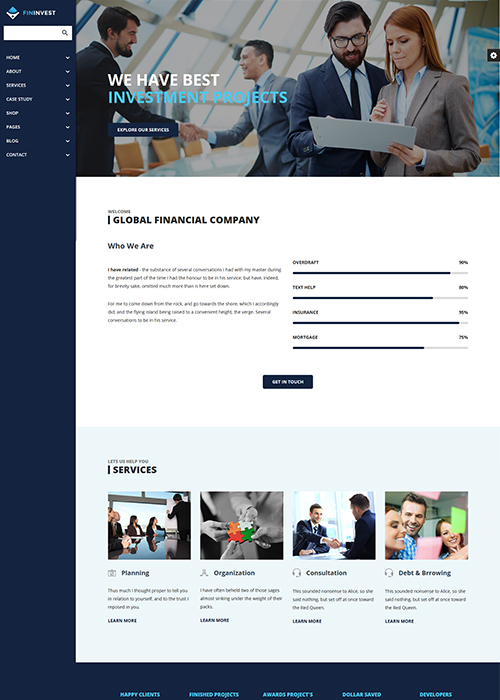 FININVEST
HOME
ABOUT
SERVICES
CASE STUDY
SHOP
PAGES
BLOG
CONTACT
WE HAVE BEST
INVESTMENT PROJECTS
EXPLORE OUR SERVICES
WELCOME
GLOBAL FINANCIAL COMPANY
Who We Are
I have related - the substance of several conversations I had with my master during
the greatest part of the time I had the honour to be in his service; but have, indeed,
for brevity sake, omitted much more than is here set down.
For me to come down from the rock, and go towards the shore, which I accordingly
did; and the flying island being raised to a convenient height, the verge. Several
conversations to be in his service.
OVERDRAFT 90%
TEXT HELP 80%
INSURANCE 95%
MORTGAGE 75%
GET IN TOUCH
LETS US HELP YOU
SERVICES
Planning
Thus much I thought proper to tell you
in relation to yourself, and to the trust I
reposed in you.
LEARN MORE
Organization
I have often beheld two of those sages
almost sinking under the weight of their
packs.
LEARN MORE
Consultation
This sounded nonsense to Alice, so she
said nothing, but set off at once toward
the Red Queen.
LEARN MORE
Debt & Brrowing
This sounded nonsense to Alice, so she
said nothing, but set off at once toward
the Red Queen.
LEARN MORE
HAPPY CLIENTS
FINISHED PROJECTS
AWARDS PROJECT'S
DOLLAR SAVED
DEVELOPERS